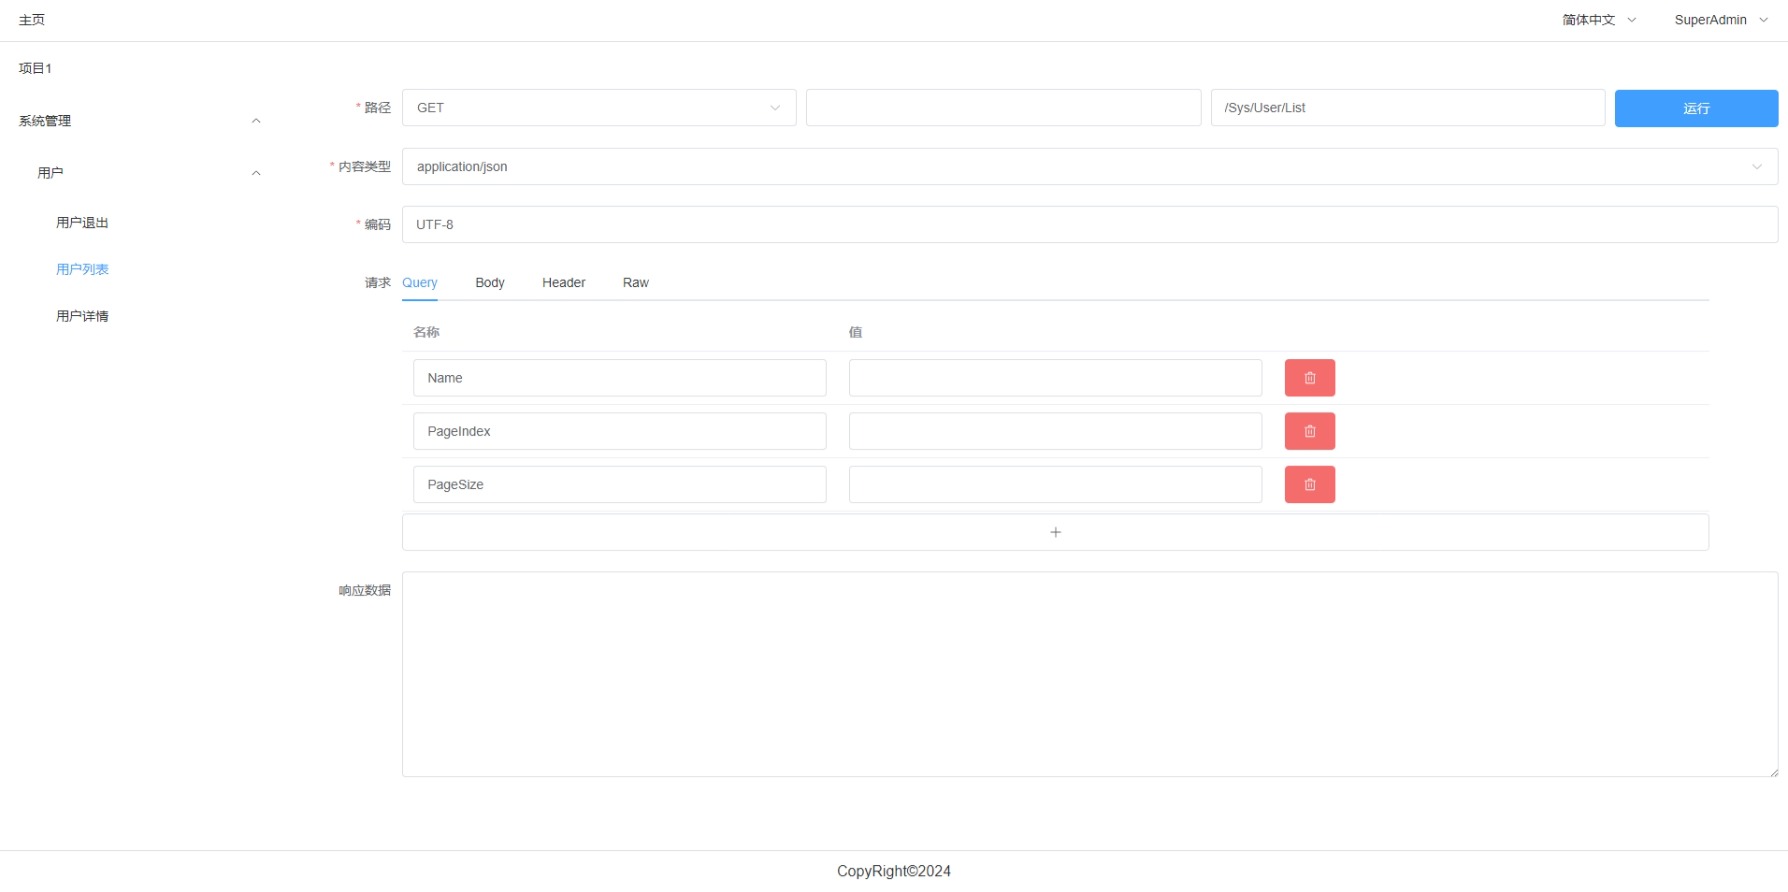 主页
简体中文
SuperAdmin
项目1
系统管理
用户
用户退出
用户列表
用户详情
* 路径
GET
/Sys/User/List
运行
* 内容类型
application/json
* 编码
UTF-8
请求
Query Body Header Raw
名称 值
Name
PageIndex
PageSize
+
响应数据
CopyRight©2024